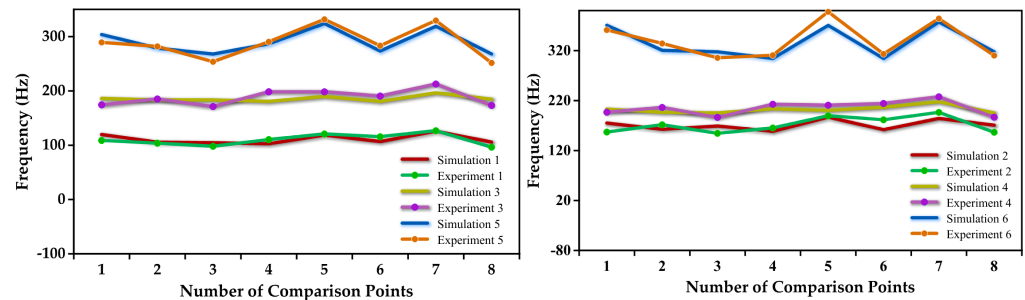 Frequency (Hz)
300
200
100
0
-100
1 2 3 4 5 6 7 8
Number of Comparison Points
Simulation 1
Experiment 1
Simulation 3
Experiment 3
Simulation 5
Experiment 5
Frequency (Hz)
320
220
120
20
-80
1 2 3 4 5 6 7 8
Number of Comparison Points
Simulation 2
Experiment 2
Simulation 4
Experiment 4
Simulation 6
Experiment 6